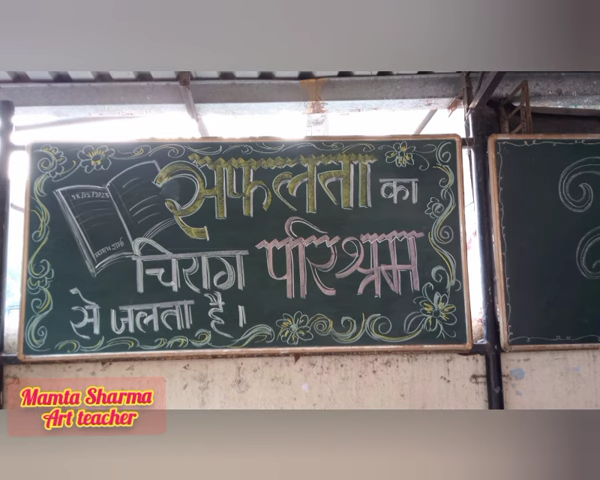 सफलता का
चिराग परिश्रम
से जलता है।
Mamta Sharma
Art teacher